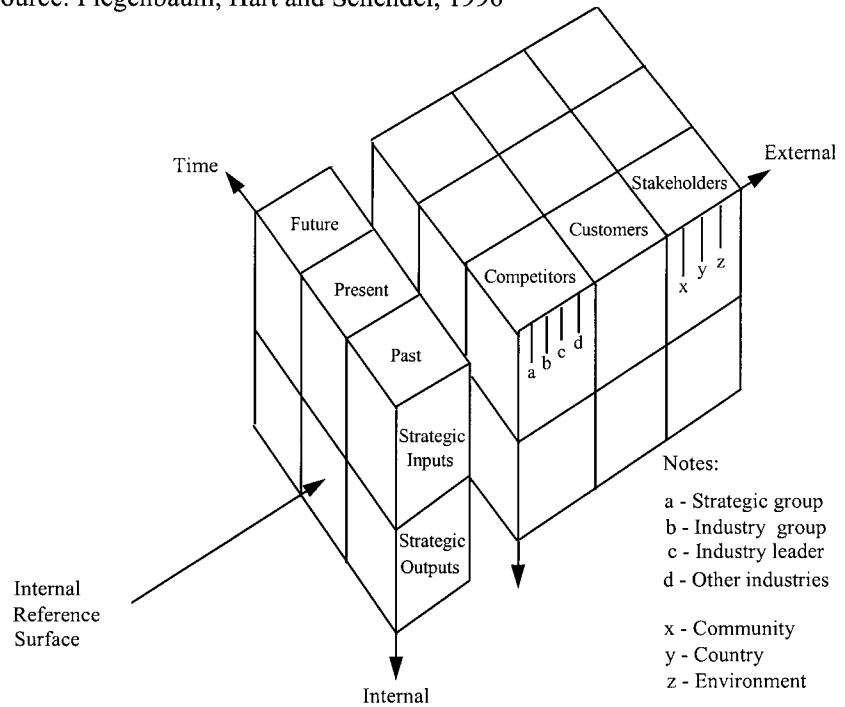 ource: Fiegenbaum, Hart and Schendel, 1996
Time
External
Stakeholders
Future
Customers
Competitors
Present
x
y
z
Past
a
b
c
d
Strategic
Inputs
Strategic
Outputs
Internal
Reference
Surface
Internal
Notes:
a - Strategic group
b - Industry group
c - Industry leader
d - Other industries
x - Community
y - Country
z - Environment